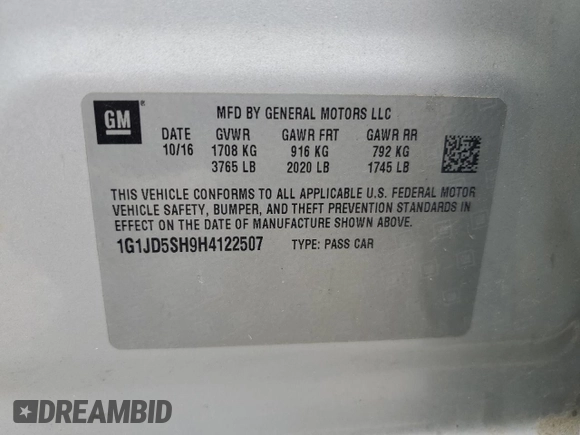 GM
®
MFD BY GENERAL MOTORS LLC
DATE GVWR GAWR FRT GAWR RR
10/16 1708 KG 916 KG 792 KG
3765 LB 2020 LB 1745 LB
THIS VEHICLE CONFORMS TO ALL APPLICABLE U.S. FEDERAL MOTOR
VEHICLE SAFETY, BUMPER, AND THEFT PREVENTION STANDARDS IN
EFFECT ON THE DATE OF MANUFACTURE SHOWN ABOVE.
1G1JD5SH9H4122507 TYPE: PASS CAR
DREAMBID